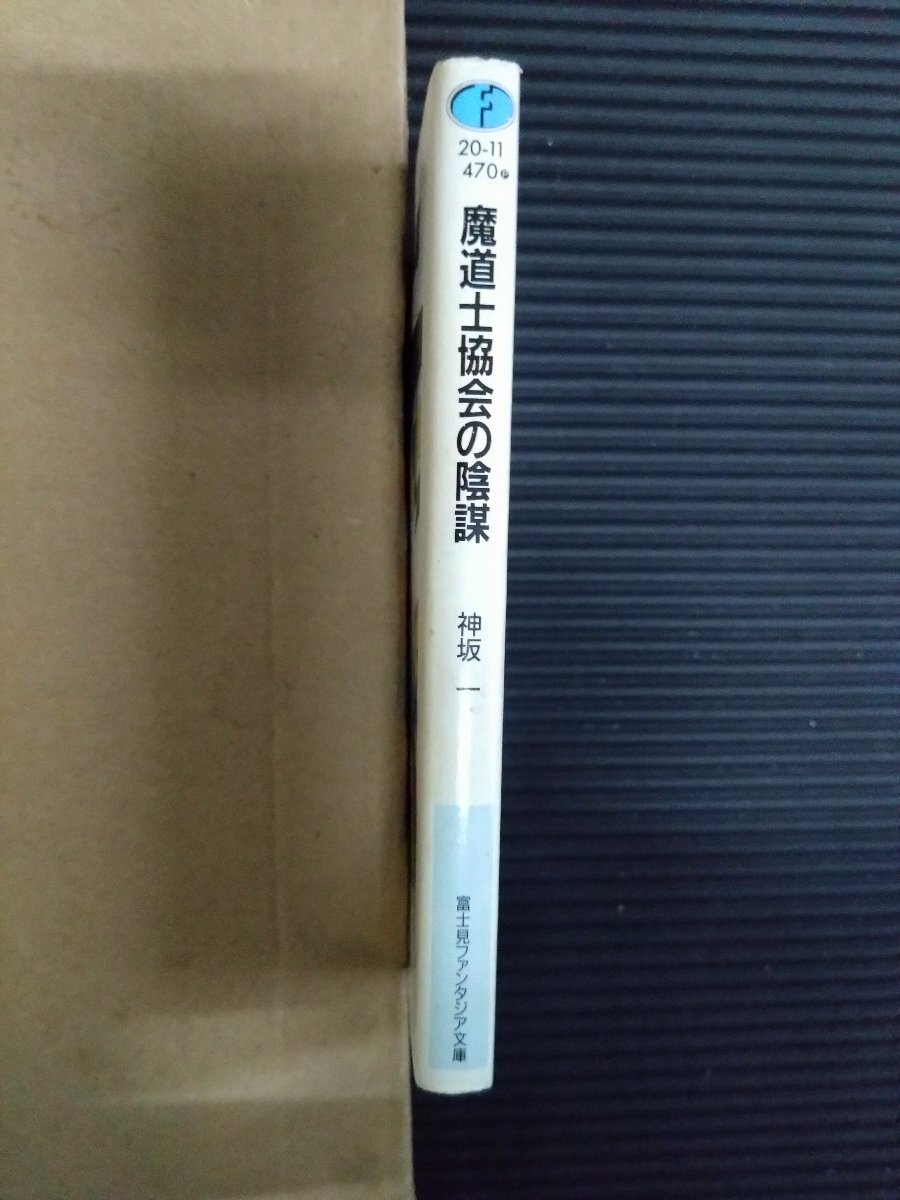 20-11
470
魔道士協会の陰謀
神坂 一
富士見ファンタジア文庫